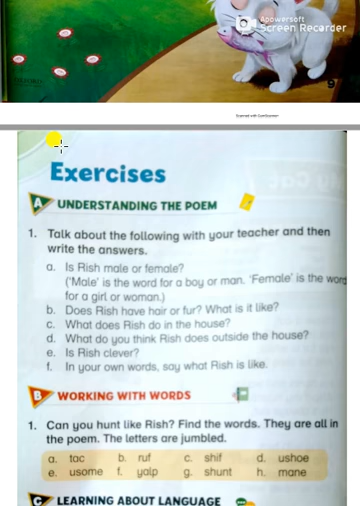 Apowersoft
Screen Recorder
OXFORD
9
Scanned with CamScanner
Exercises
A UNDERSTANDING THE POEM
1. Talk about the following with your teacher and then
write the answers.
a. Is Rish male or female?
('Male' is the word for a boy or man. 'Female' is the word
for a girl or woman.)
b. Does Rish have hair or fur? What is it like?
c. What does Rish do in the house?
d. What do you think Rish does outside the house?
e. Is Rish clever?
f. In your own words, say what Rish is like.
B WORKING WITH WORDS
1. Can you hunt like Rish? Find the words. They are all in
the poem. The letters are jumbled.
a. tac b. ruf c. shif d. ushoe
e. usome f. yalp g. shunt h. mane
C LEARNING ABOUT LANGUAGE